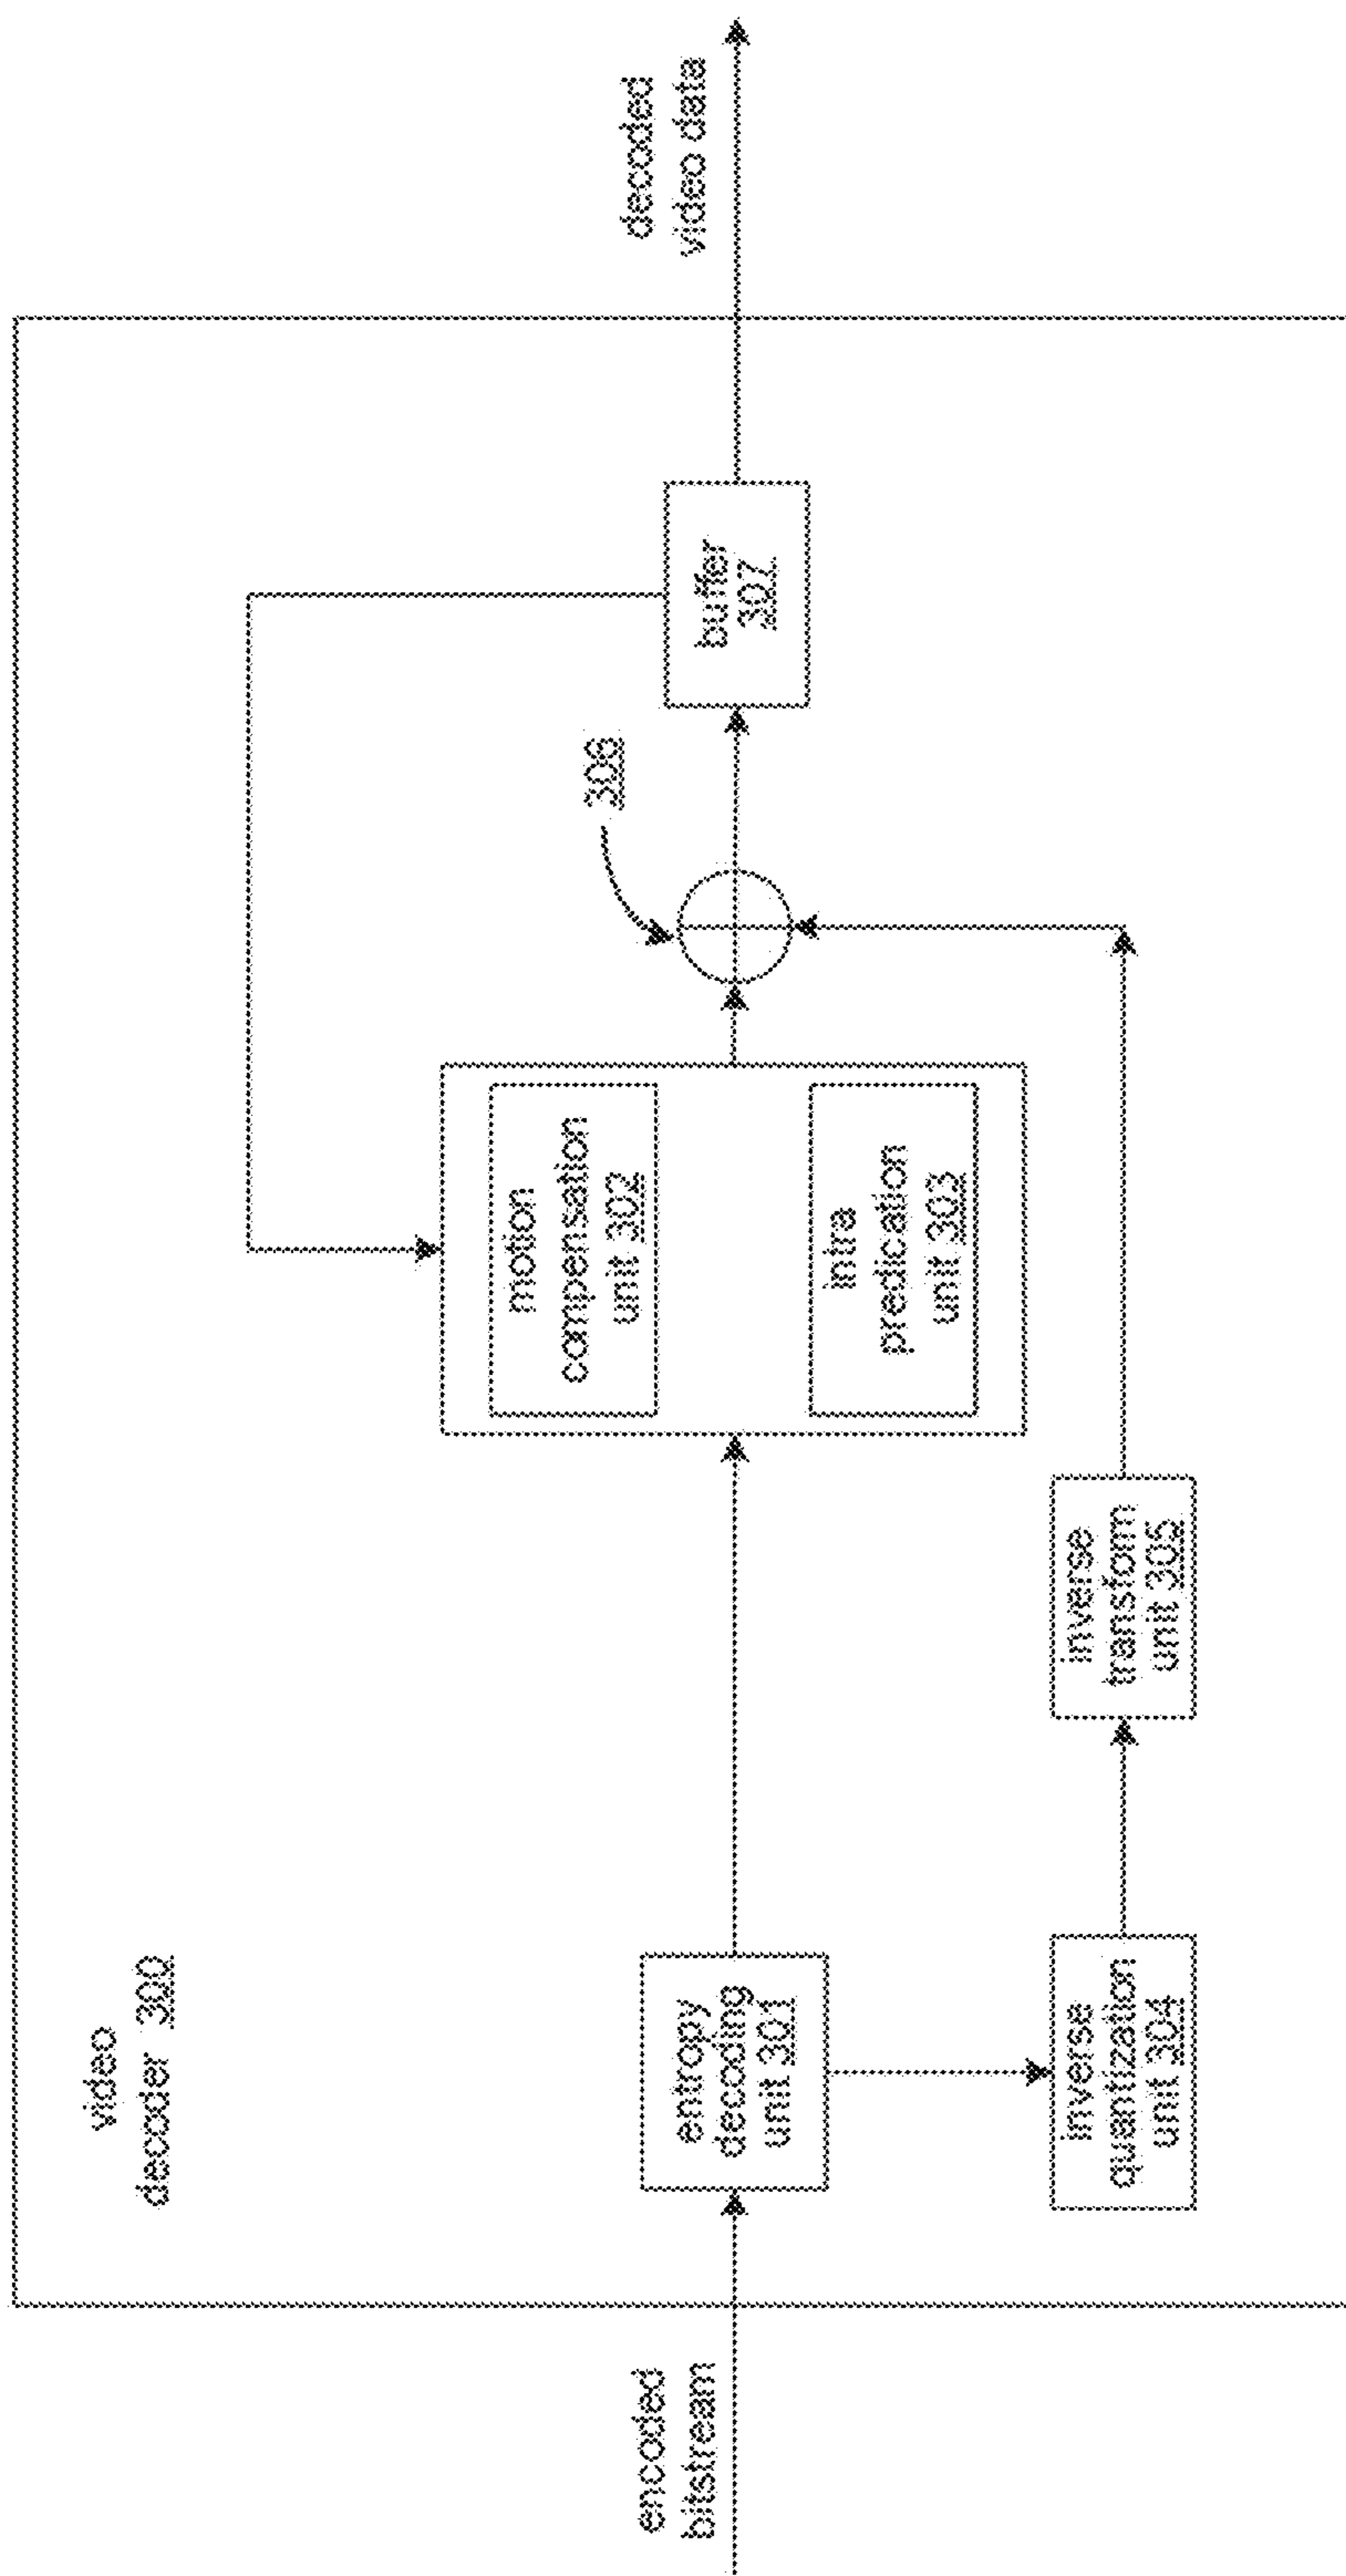 video
decoder 300
encoded
bitstream
entropy
decoding
unit 301
inverse
quantization
unit 304
inverse
transform
unit 305
motion
compensation
unit 302
intra
predication
unit 303
306
buffer
307
decoded
video data